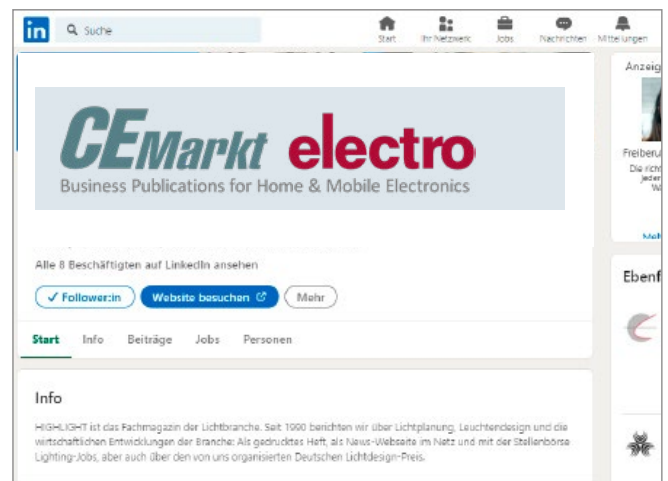 in Suche
Start Ihr Netzwerk Jobs Nachrichten Mitteilungen
Anzeig
CEMarkt electro
Business Publications for Home & Mobile Electronics
Freiberu
Die rich
jeder
Alle 8 Beschäftigten auf LinkedIn ansehen
Follower:in Website besuchen Mehr
Ebenf
Start Info Beiträge Jobs Personen
Info
HIGHLIGHT ist das Fachmagazin der Lichtbranche. Seit 1990 berichten wir über Lichtplanung, Leuchtendesign und die
wirtschaftlichen Entwicklungen der Branche: Als gedrucktes Heft, als News-Webseite im Netz und mit der Stellenbörse
Lighting-Jobs, aber auch über den von uns organisierten Deutschen Lichtdesign-Preis.